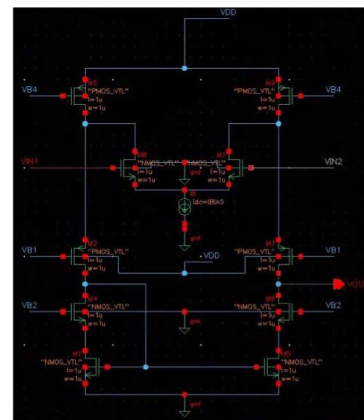 VDD
VB4
"PMOS_VTL"
l=1u
w=1u
"PMOS_VTL"
l=1u
w=1u
VB4
VIN1
"NMOS_VTL"
l=1u
w=1u
gnd
"NMOS_VTL"
l=1u
w=1u
VIN2
idc=IBIAS
gnd
VB1
"PMOS_VTL"
l=1u
w=1u
VDD
"PMOS_VTL"
l=1u
w=1u
VB1
VB2
"NMOS_VTL"
l=1u
w=1u
gnd
"NMOS_VTL"
l=1u
w=1u
VB2
"NMOS_VTL"
l=1u
w=1u
"NMOS_VTL"
l=1u
w=1u
gnd